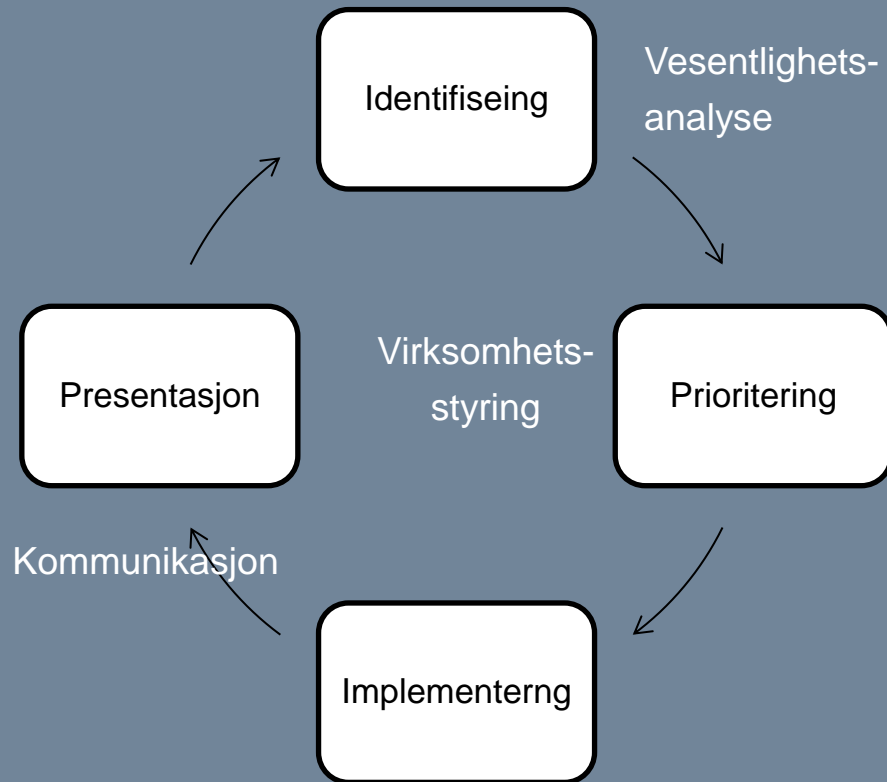 Identifiseing
Vesentlighets-
analyse
Presentasjon
Virksomhets-
styring
Prioritering
Kommunikasjon
Implementerng